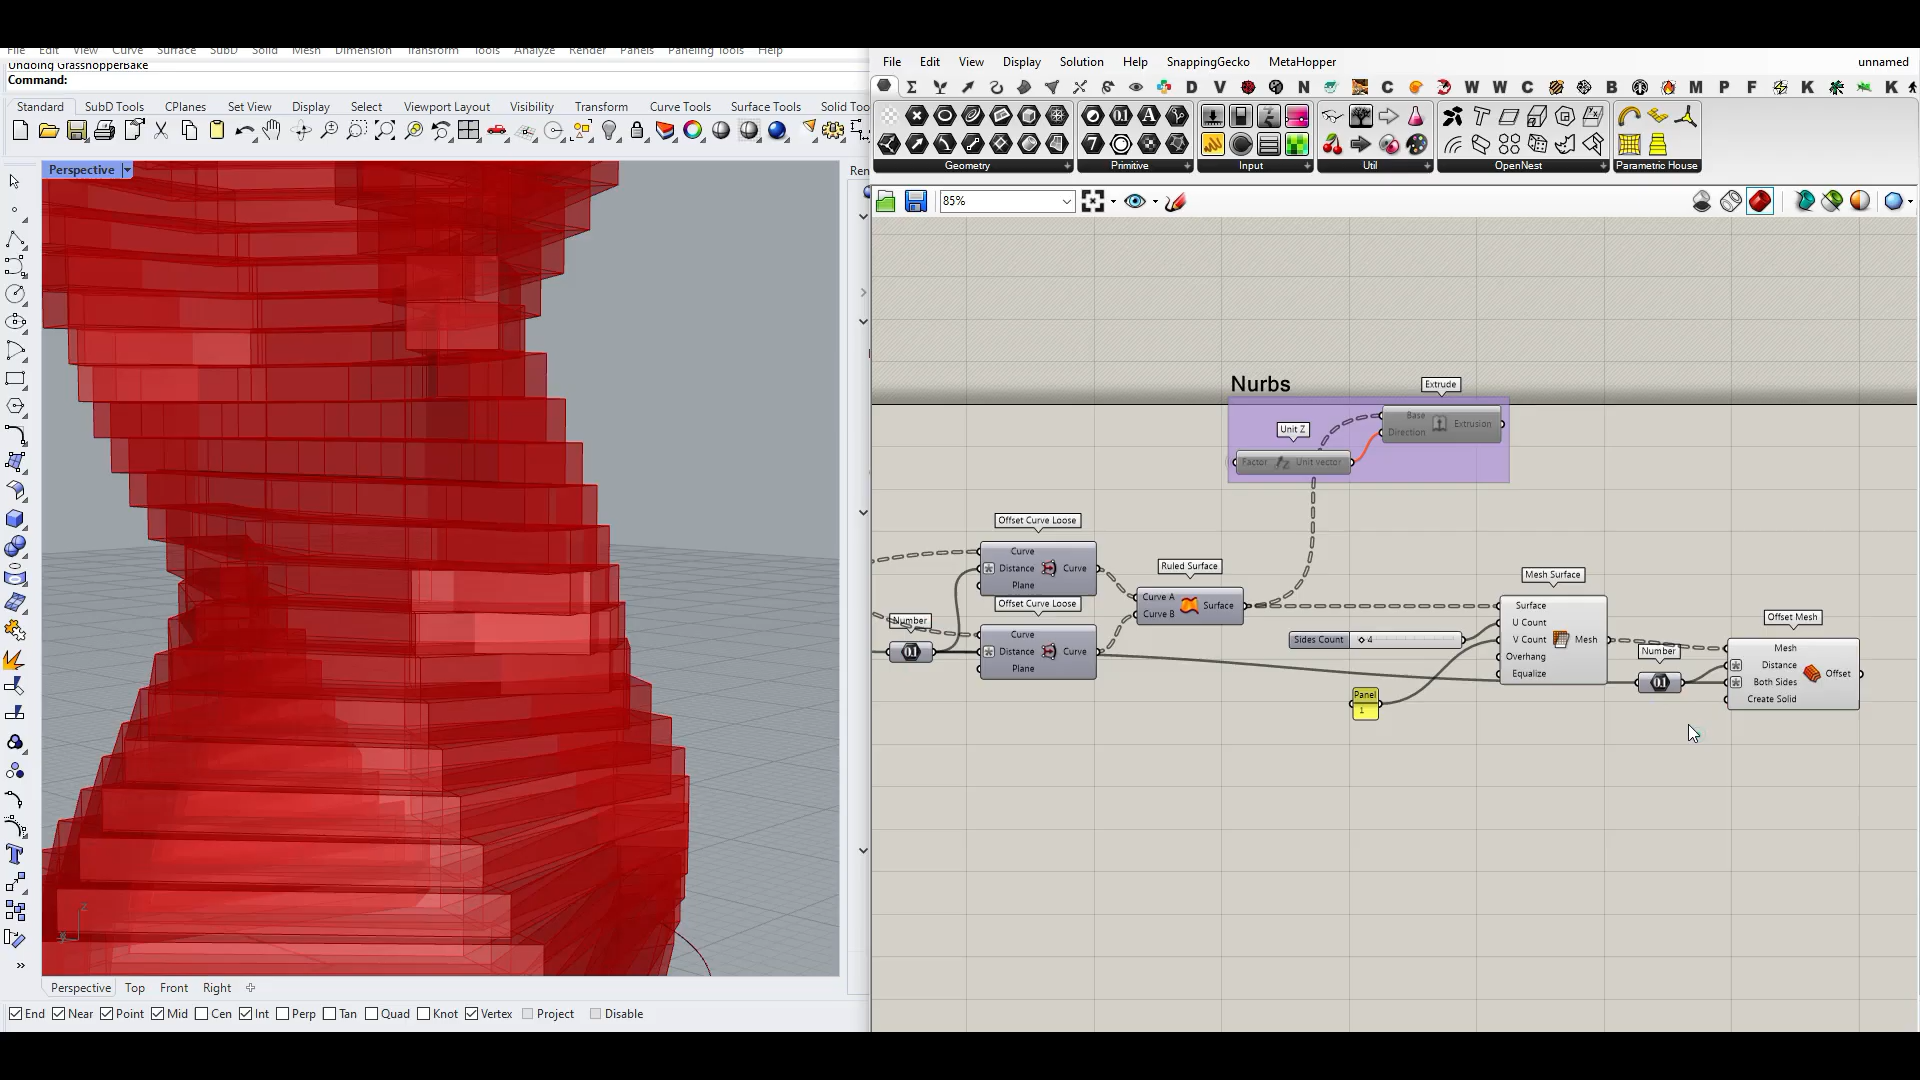 File Edit View Curve Surface SubD Solid Mesh Dimension Transform Tools Analyze Render Panels Paneling Tools Help
Undoing GrasshopperBake
Command:
Standard SubD Tools CPlanes Set View Display Select Viewport Layout Visibility Transform Curve Tools Surface Tools Solid Too
Perspective
Ren
z
Perspective Top Front Right
End Near Point Mid Cen Int Perp Tan Quad Knot Vertex Project Disable
File Edit View Display Solution Help SnappingGecko MetaHopper unnamed
D V N W W C B M P F K K
Geometry Primitive Input Util OpenNest Parametric House
85%
Nurbs
Extrude
Base
Direction
Extrusion
Unit Z
Factor Unit vector
Offset Curve Loose
Curve
Distance
Plane
Curve
Number
0.1
Offset Curve Loose
Curve
Distance
Plane
Curve
Ruled Surface
Curve A
Curve B
Surface
Sides Count 4
Panel
1
Mesh Surface
Surface
U Count
V Count
Overhang
Equalize
Mesh
Number
0.1
Offset Mesh
Mesh
Distance
Both Sides
Create Solid
Offset